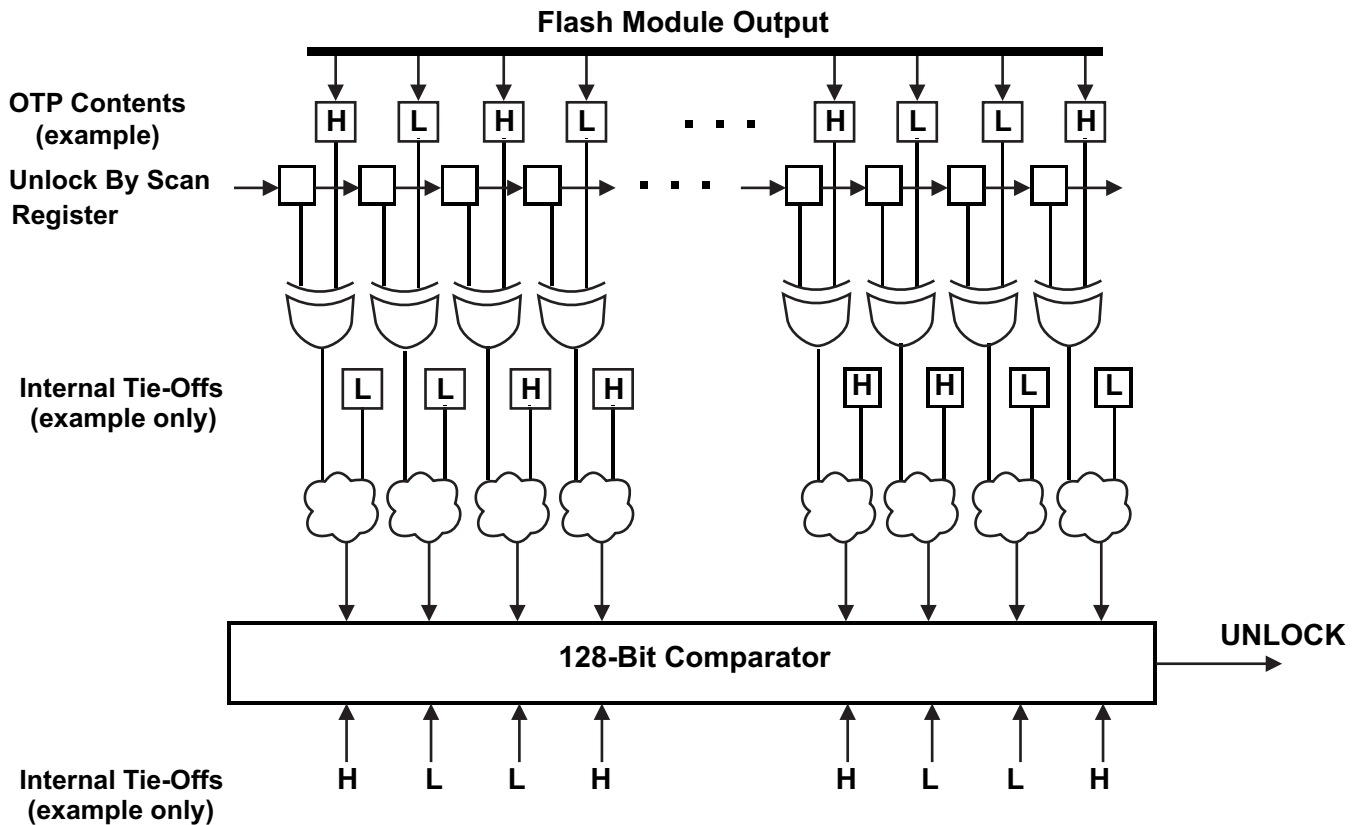 Flash Module Output
OTP Contents
(example)
H L H L . . . H L L H
Unlock By Scan
Register
. . .
Internal Tie-Offs
(example only)
L L H H H H L L
128-Bit Comparator
UNLOCK
Internal Tie-Offs
(example only)
H L L H H L L H